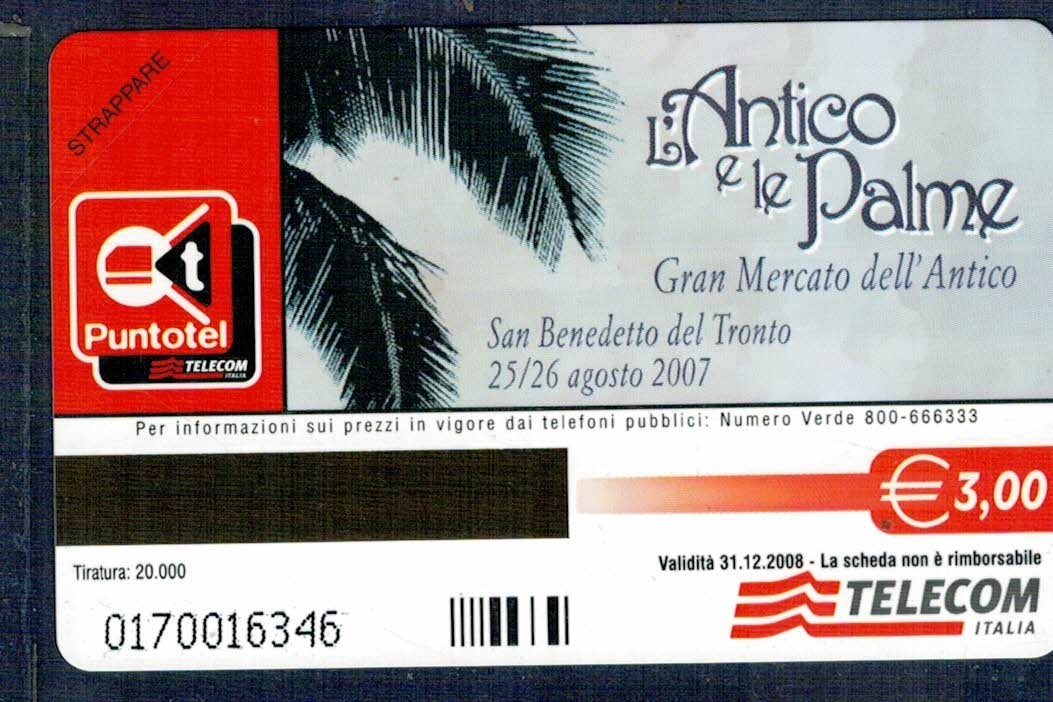 STRAPPARE
L'Antico
e le Palme
Gran Mercato dell'Antico
San Benedetto del Tronto
25/26 agosto 2007
t
Puntotel
TELECOM
ITALIA
Per informazioni sui prezzi in vigore dai telefoni pubblici: Numero Verde 800-666333
€ 3,00
Validità 31.12.2008 - La scheda non è rimborsabile
Tiratura: 20.000
TELECOM
ITALIA
0170016346